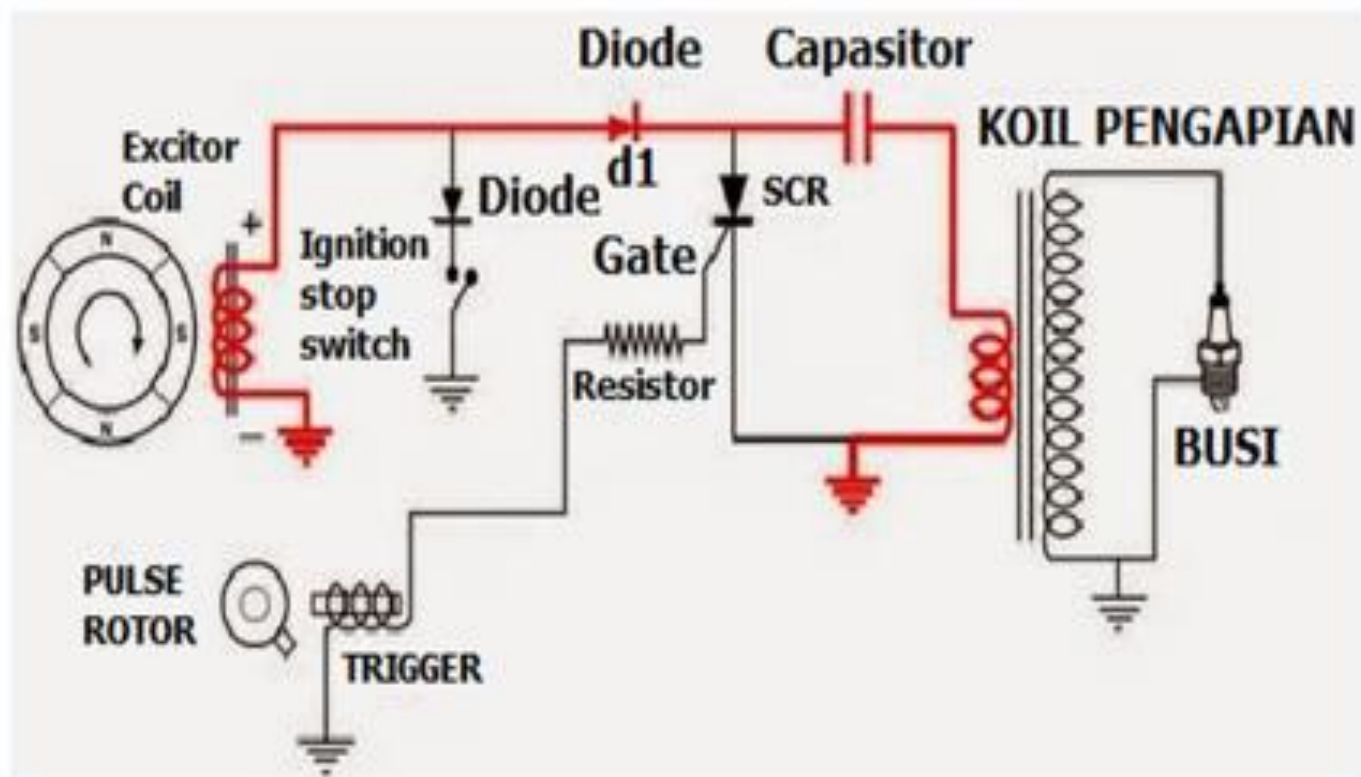 Diode
Capasitor
KOIL PENGAPIAN
Excitor
Coil
+
d1
Diode
SCR
Ignition
stop
switch
Gate
N
S
S
N
Resistor
−
BUSI
PULSE
ROTOR
TRIGGER